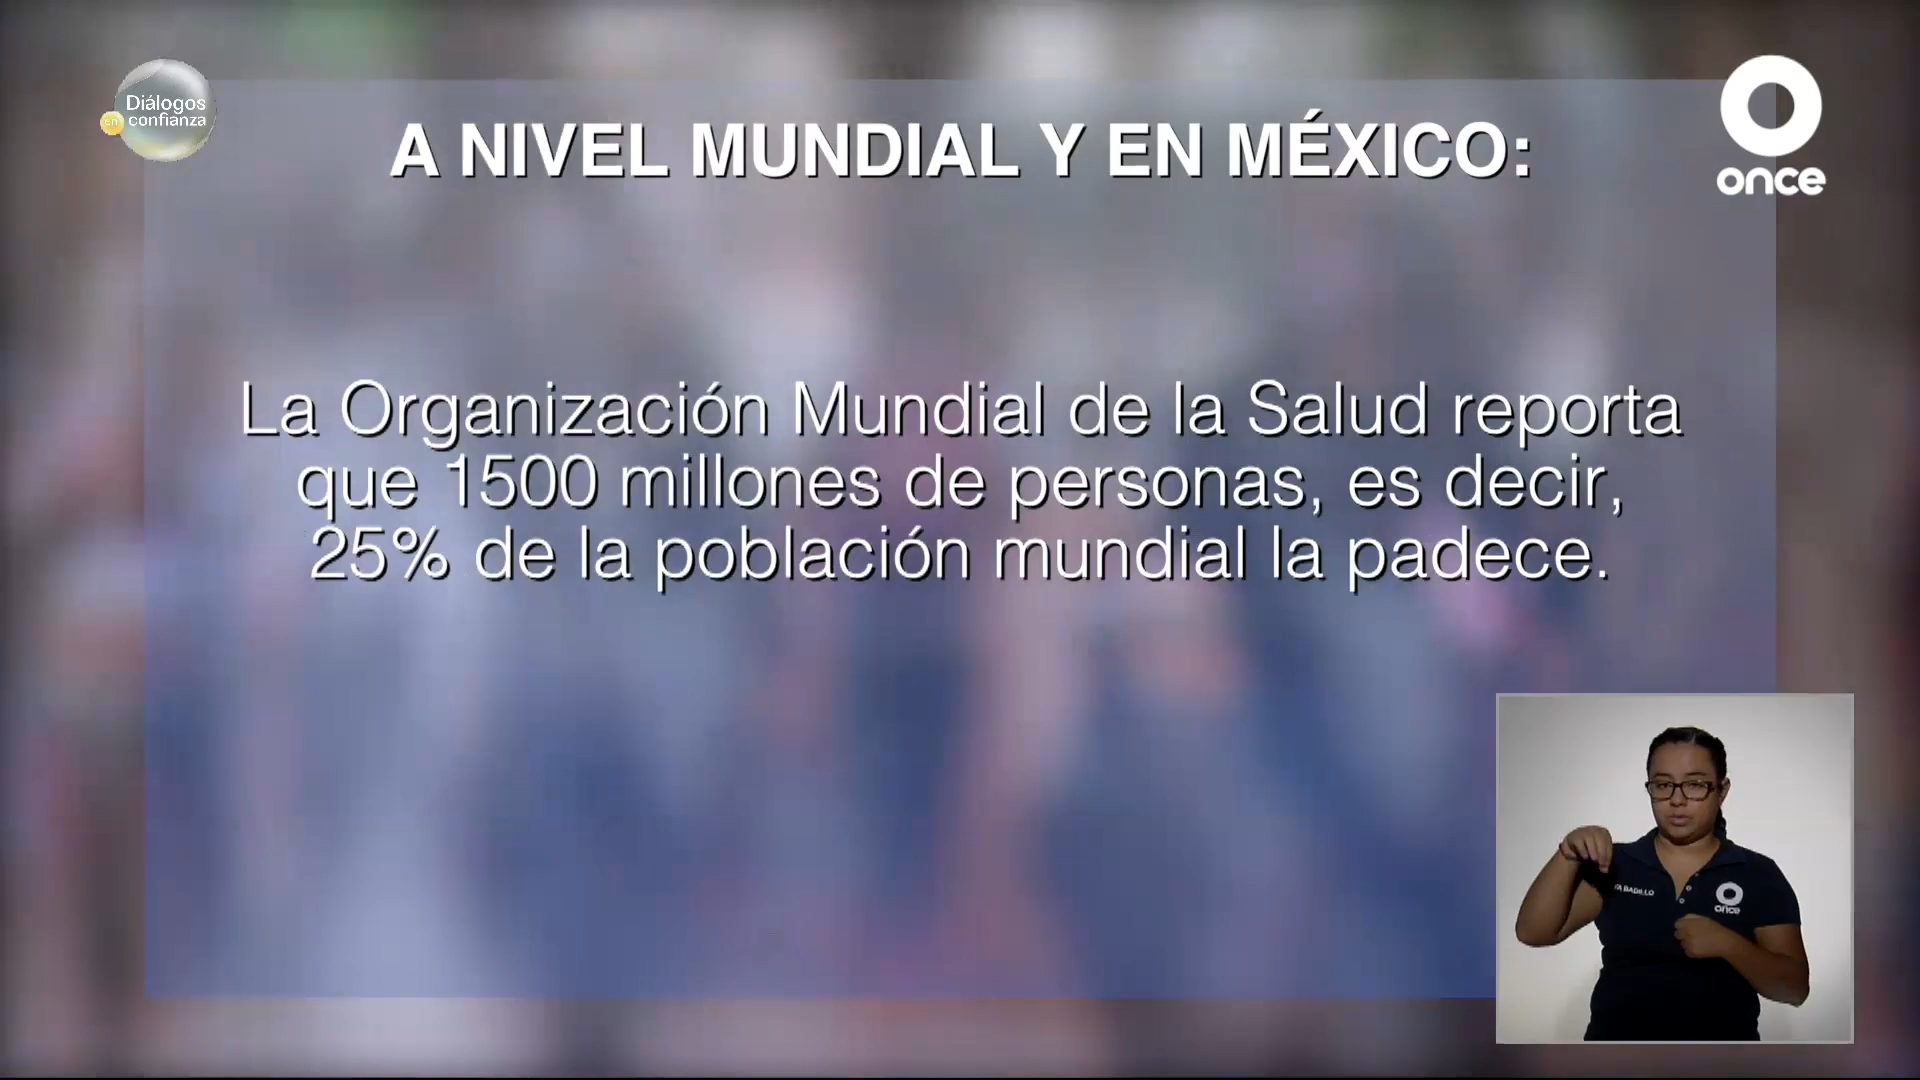 Diálogos
en
confianza
once
A NIVEL MUNDIAL Y EN MÉXICO:
La Organización Mundial de la Salud reporta
que 1500 millones de personas, es decir,
25% de la población mundial la padece.
BADILLO
once